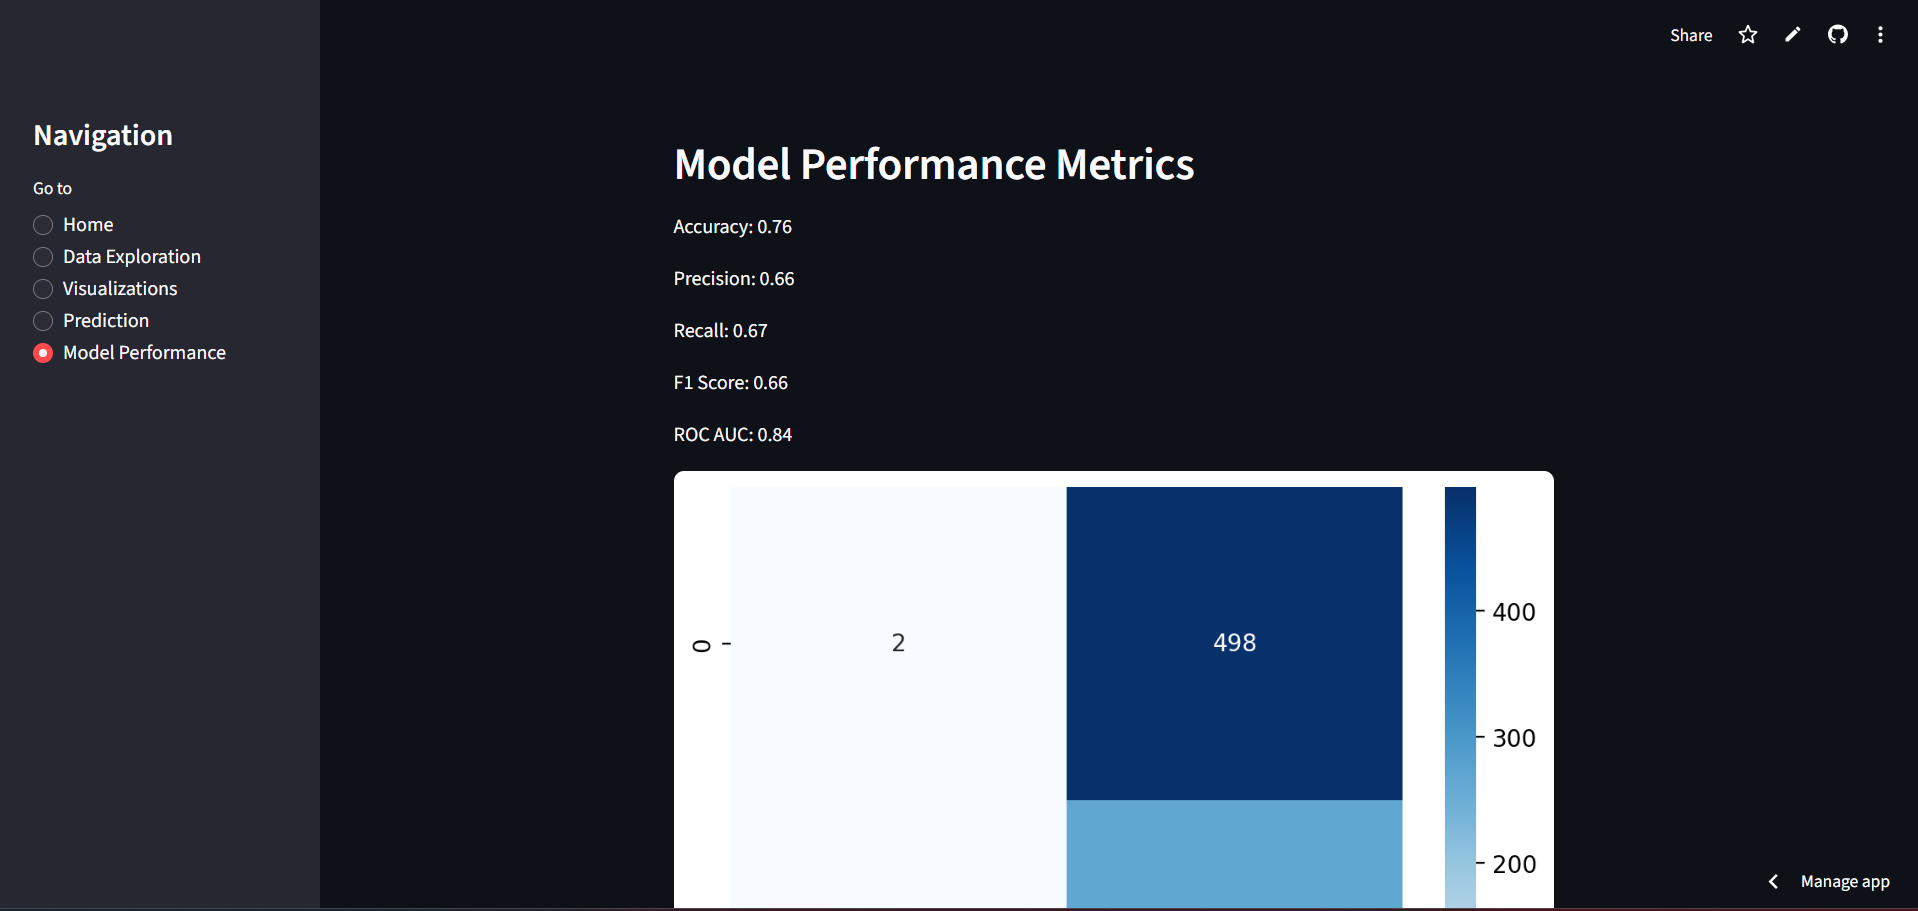 Share
Navigation
Go to
Home
Data Exploration
Visualizations
Prediction
Model Performance
Model Performance Metrics
Accuracy: 0.76
Precision: 0.66
Recall: 0.67
F1 Score: 0.66
ROC AUC: 0.84
0
2
498
400
300
200
Manage app